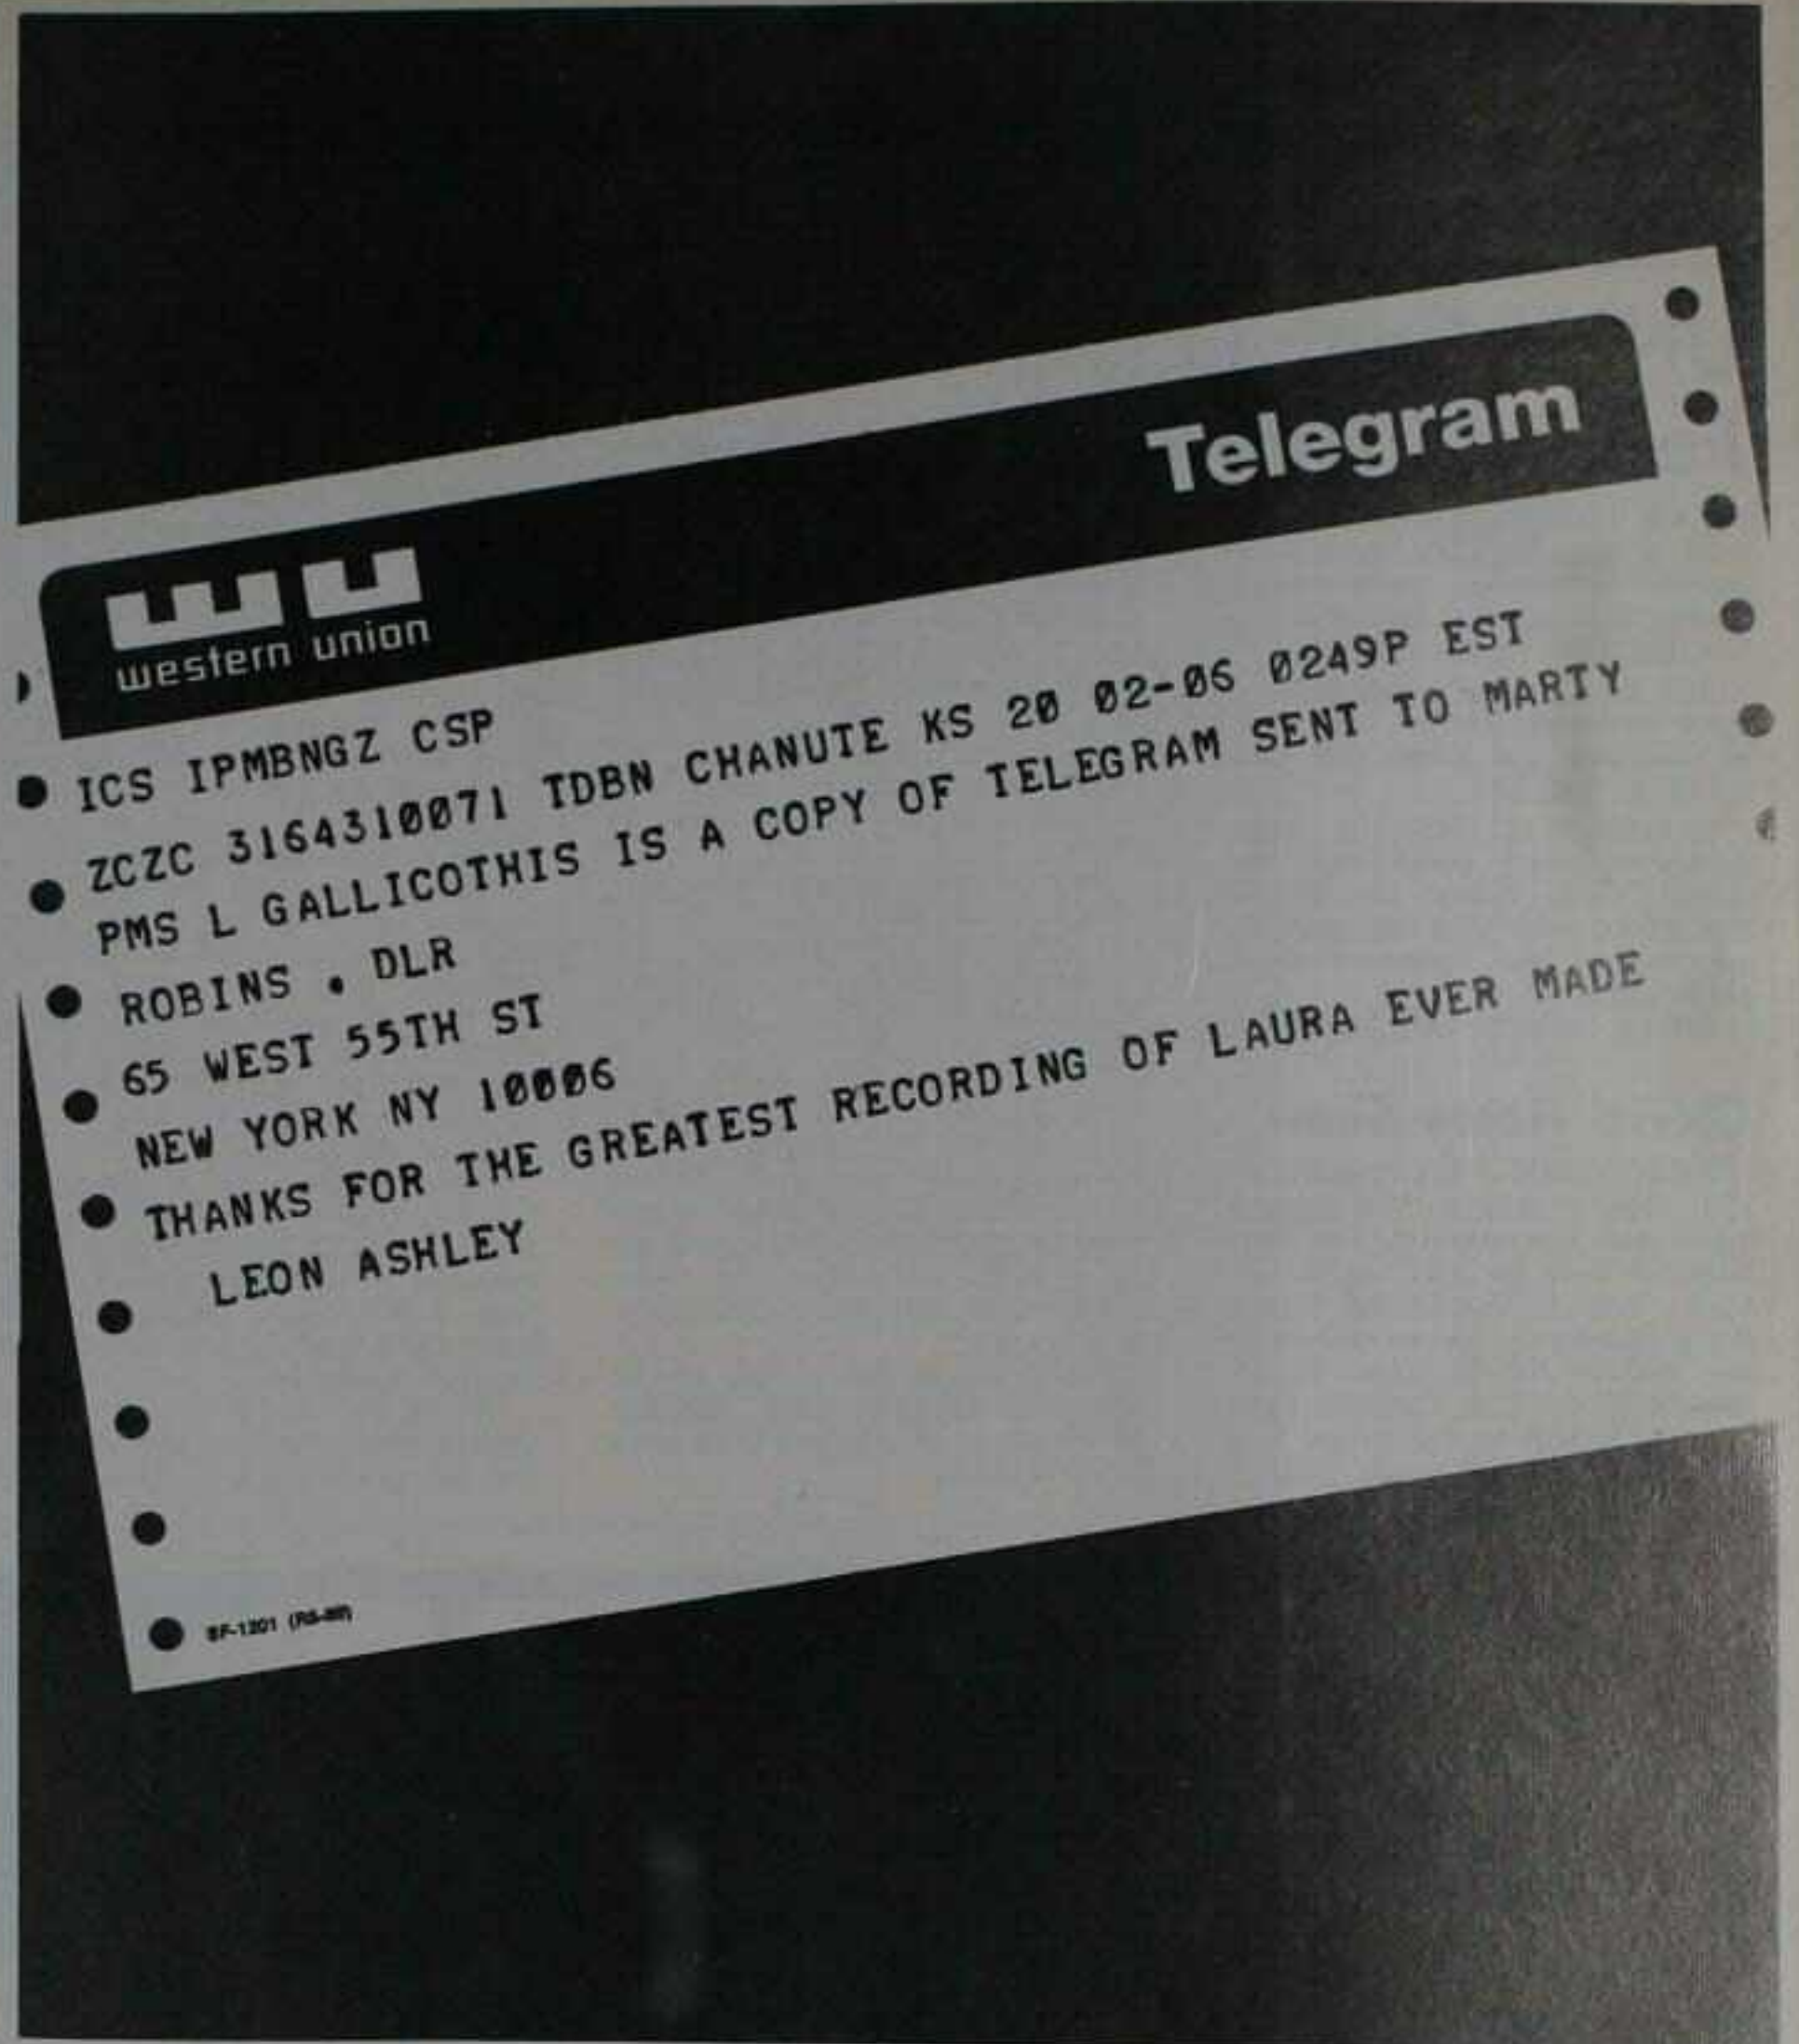 Telegram
western union
ICS IPMBNGZ CSP
ZCZC 3164310071 TDBN CHANUTE KS 20 02-06 0249P EST
PMS L GALLICOTHIS IS A COPY OF TELEGRAM SENT TO MARTY
ROBINS . DLR
65 WEST 55TH ST
NEW YORK NY 10006
THANKS FOR THE GREATEST RECORDING OF LAURA EVER MADE
LEON ASHLEY
SF-1201